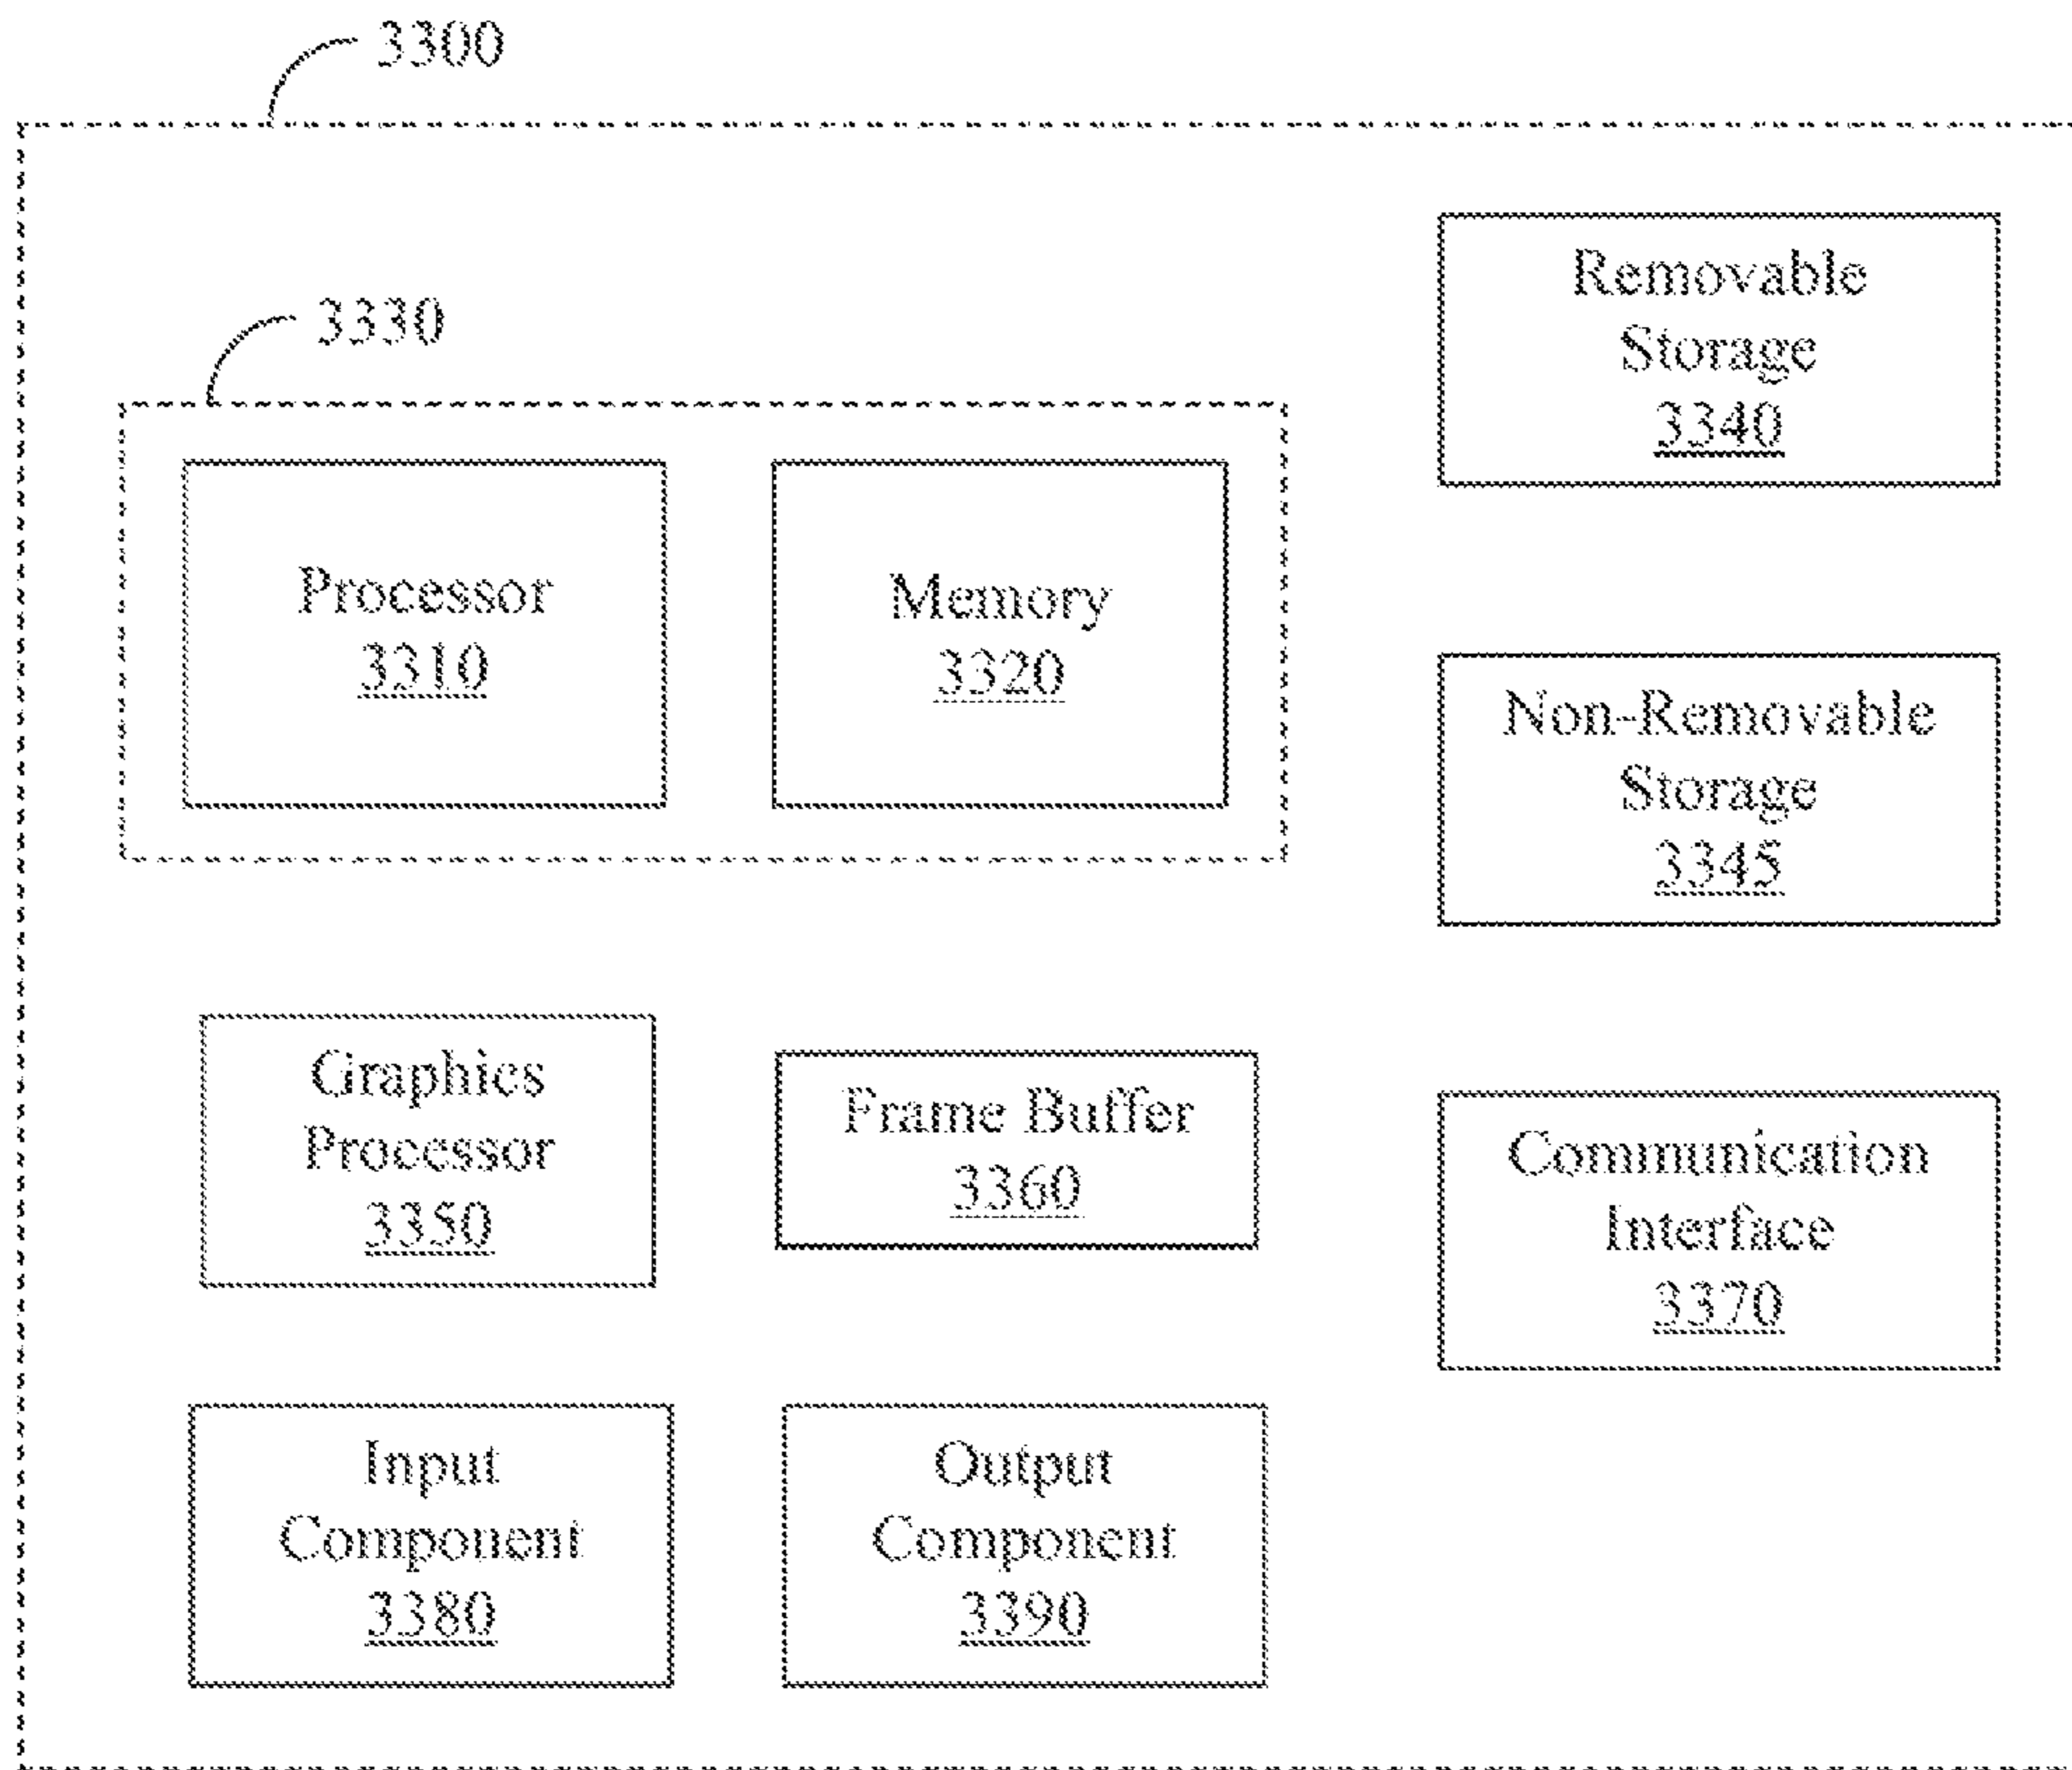 3300
3330
Processor
3310
Memory
3320
Removable
Storage
3340
Non-Removable
Storage
3345
Graphics
Processor
3350
Frame Buffer
3360
Communication
Interface
3370
Input
Component
3380
Output
Component
3390